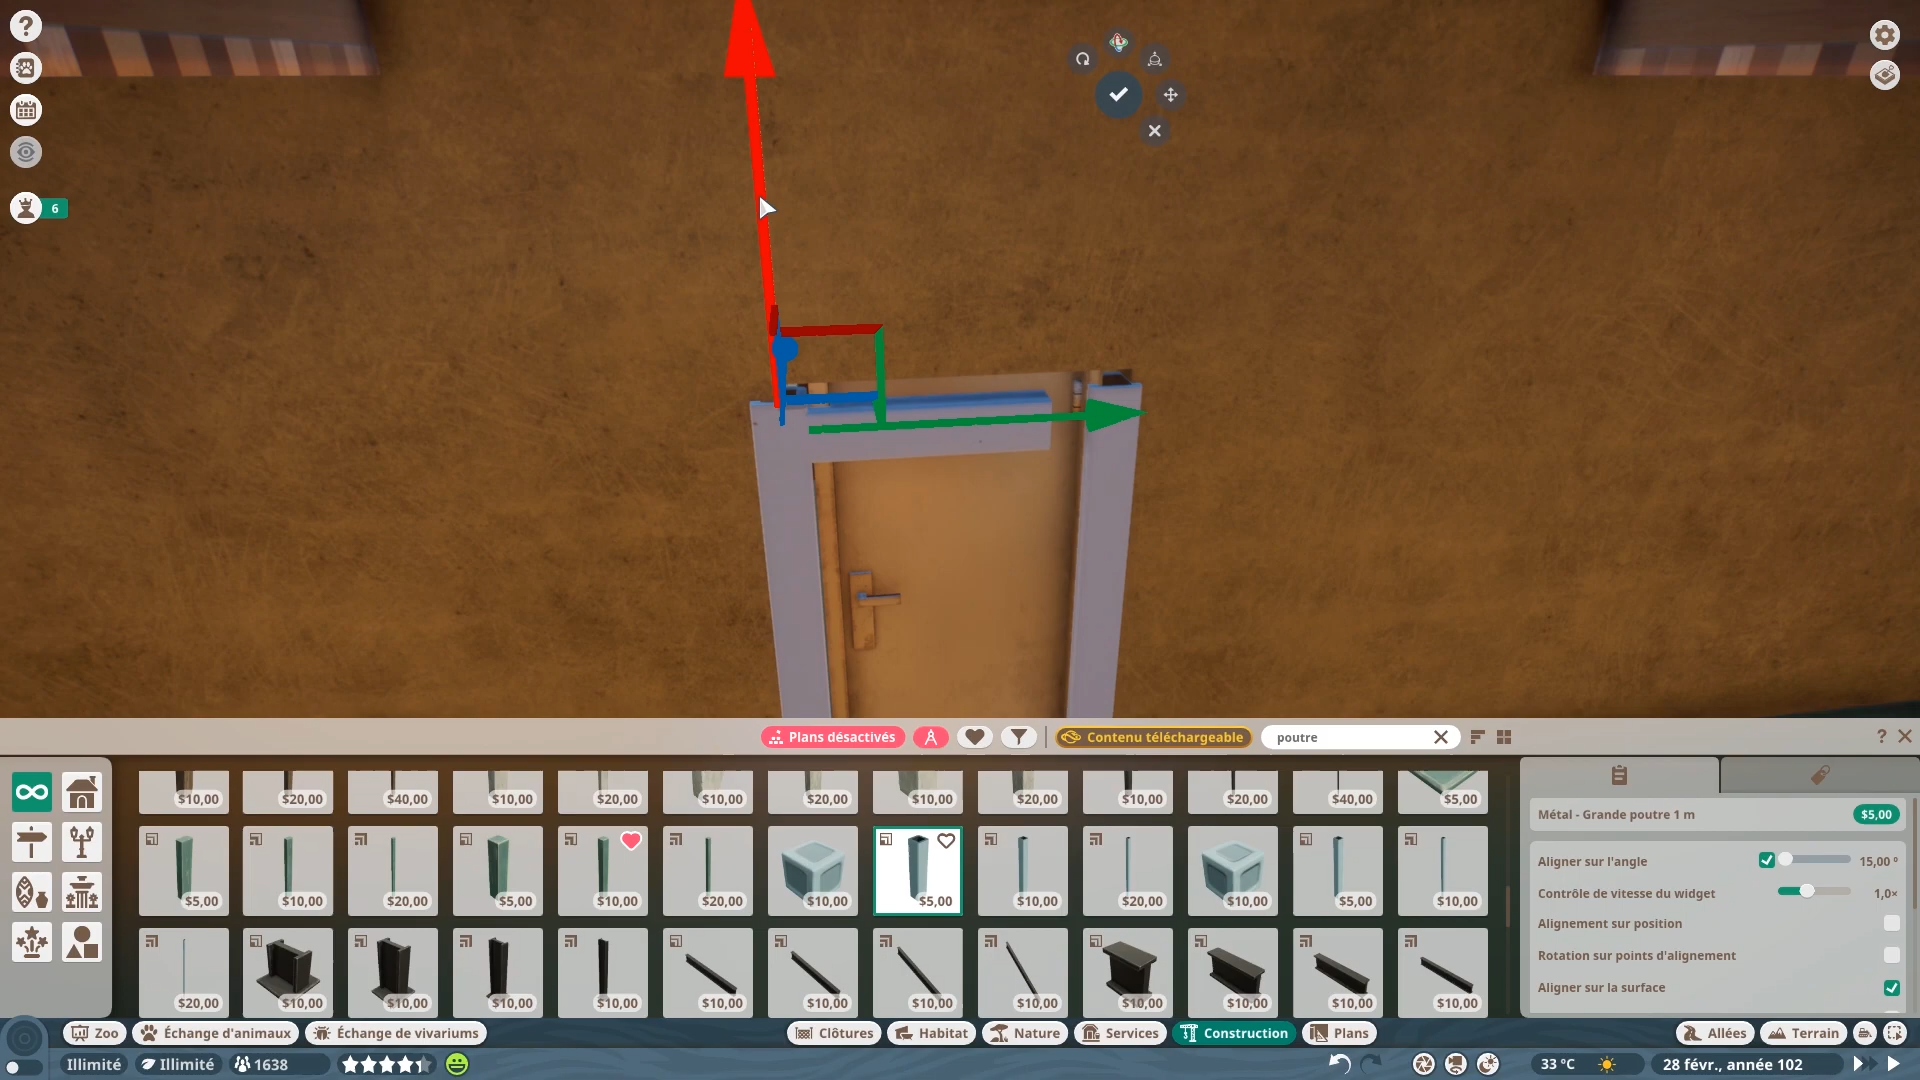 ?
6
Plans désactivés
Contenu téléchargeable
poutre
?
$10,00 $20,00 $40,00 $10,00 $20,00 $10,00 $20,00 $10,00 $20,00 $10,00 $20,00 $40,00 $5,00
$5,00 $10,00 $20,00 $5,00 $10,00 $20,00 $10,00 $5,00 $10,00 $20,00 $10,00 $5,00 $10,00
$20,00 $10,00 $10,00 $10,00 $10,00 $10,00 $10,00 $10,00 $10,00 $10,00 $10,00 $10,00 $10,00
Métal - Grande poutre 1 m $5,00
Aligner sur l'angle 15,00 °
Contrôle de vitesse du widget 1,0×
Alignement sur position
Rotation sur points d'alignement
Aligner sur la surface
Zoo Échange d'animaux Échange de vivariums Clôtures Habitat Nature Services Construction Plans Allées Terrain
Illimité Illimité 1638 33 °C 28 févr., année 102